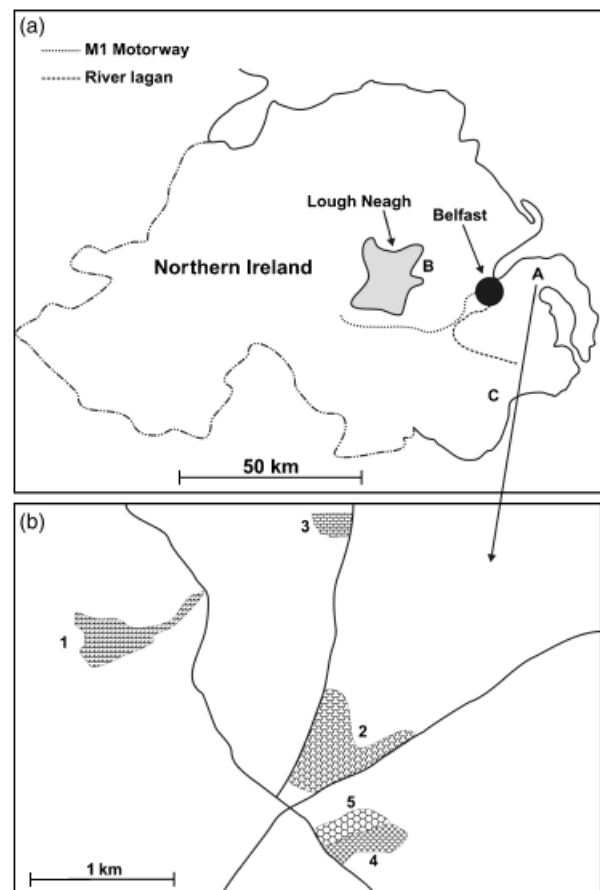 (a)
M1 Motorway
River lagan
Lough Neagh
Belfast
B
A
Northern Ireland
C
50 km
(b)
3
1
2
5
4
1 km